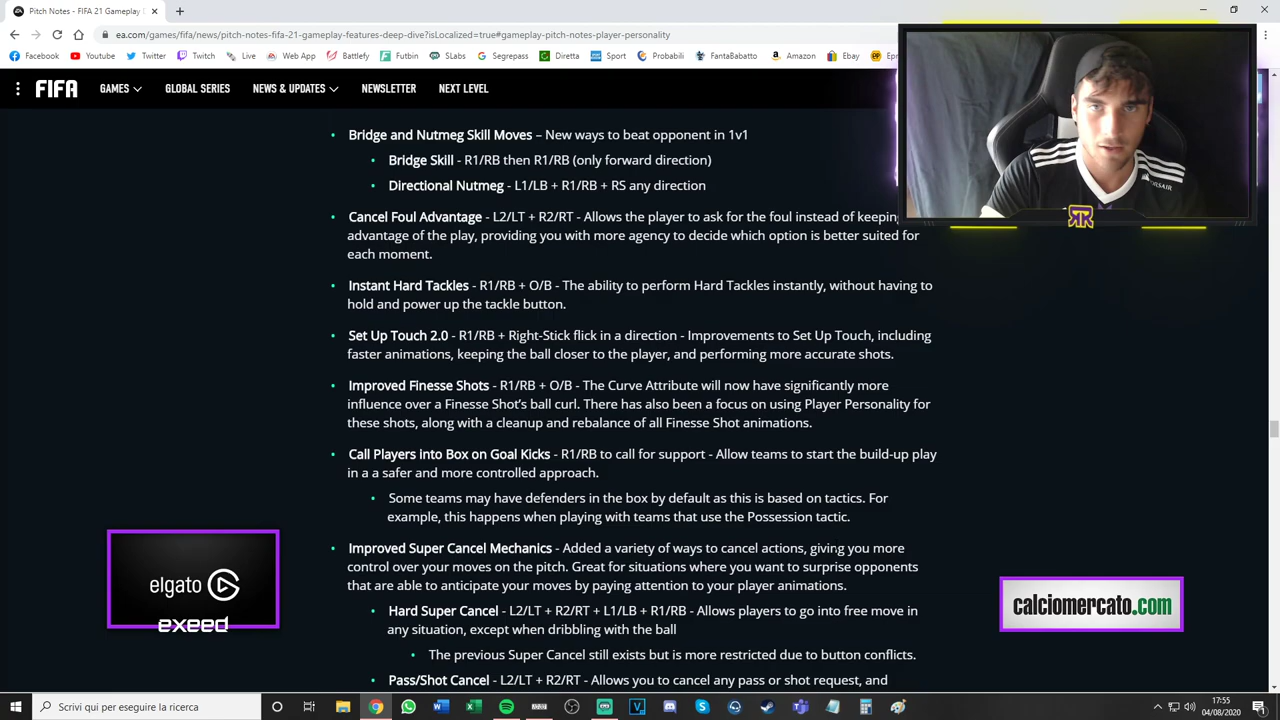 Pitch Notes - FIFA 21 Gameplay D
ea.com/fifa/news/pitch-notes-fifa-21-gameplay-features-deep-dive?isLocalized=true#gameplay-pitch-notes-player-personality
Facebook Youtube Twitter Twitch Live Web App Battlefy Futbin SLabs Segrepass Diretta Sport Probabili FantaBabatto Amazon Ebay
FIFA GAMES GLOBAL SERIES NEWS & UPDATES NEWSLETTER NEXT LEVEL
• Bridge and Nutmeg Skill Moves – New ways to beat opponent in 1v1
• Bridge Skill - R1/RB then R1/RB (only forward direction)
• Directional Nutmeg - L1/LB + R1/RB + RS any direction
CORSAIR
• Cancel Foul Advantage - L2/LT + R2/RT - Allows the player to ask for the foul instead of keeping
advantage of the play, providing you with more agency to decide which option is better suited for
each moment.
• Instant Hard Tackles - R1/RB + O/B - The ability to perform Hard Tackles instantly, without having to
hold and power up the tackle button.
• Set Up Touch 2.0 - R1/RB + Right-Stick flick in a direction - Improvements to Set Up Touch, including
faster animations, keeping the ball closer to the player, and performing more accurate shots.
• Improved Finesse Shots - R1/RB + O/B - The Curve Attribute will now have significantly more
influence over a Finesse Shot's ball curl. There has also been a focus on using Player Personality for
these shots, along with a cleanup and rebalance of all Finesse Shot animations.
• Call Players into Box on Goal Kicks - R1/RB to call for support - Allow teams to start the build-up play
in a a safer and more controlled approach.
• Some teams may have defenders in the box by default as this is based on tactics. For
example, this happens when playing with teams that use the Possession tactic.
• Improved Super Cancel Mechanics - Added a variety of ways to cancel actions, giving you more
control over your moves on the pitch. Great for situations where you want to surprise opponents
that are able to anticipate your moves by paying attention to your player animations.
• Hard Super Cancel - L2/LT + R2/RT + L1/LB + R1/RB - Allows players to go into free move in
any situation, except when dribbling with the ball
• The previous Super Cancel still exists but is more restricted due to button conflicts.
• Pass/Shot Cancel - L2/LT + R2/RT - Allows you to cancel any pass or shot request, and
elgato
exeed
calciomercato.com
Scrivi qui per eseguire la ricerca
17:55
04/08/2020